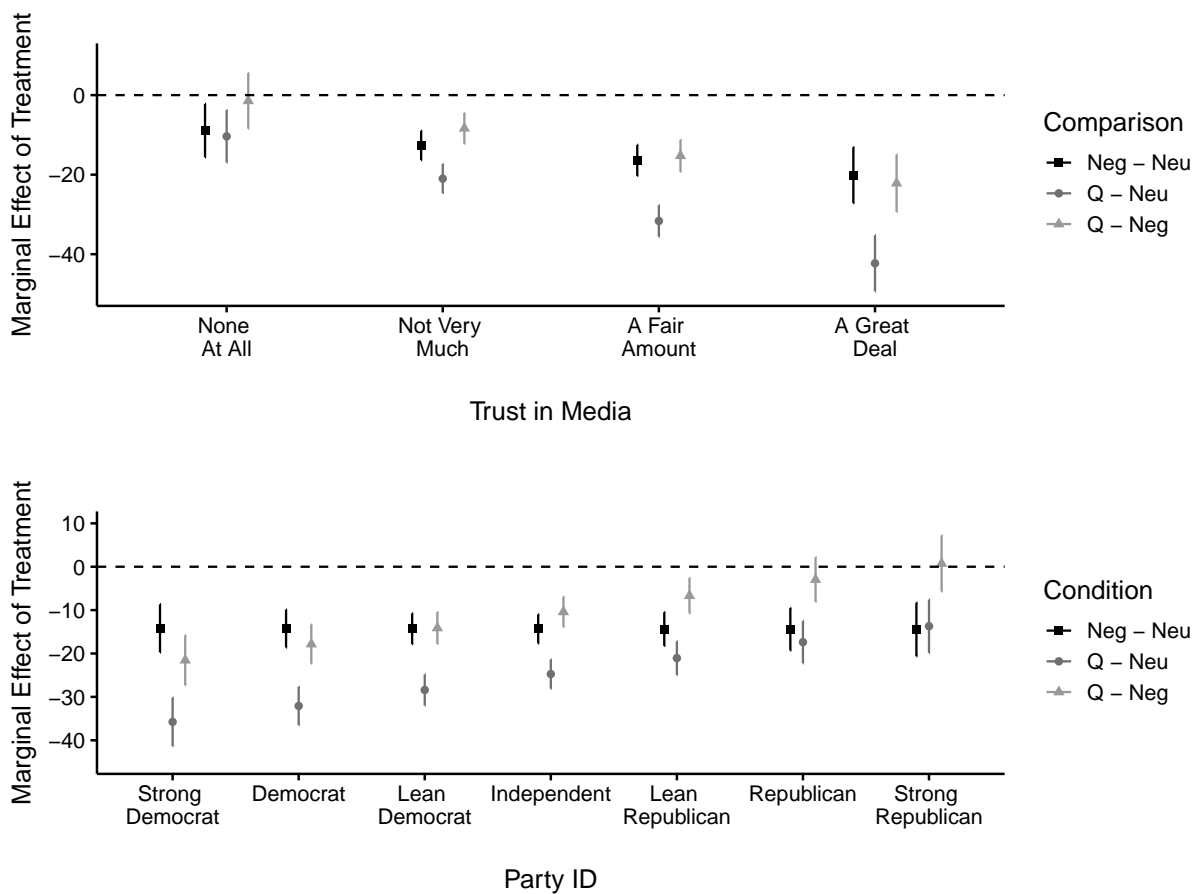 Marginal Effect of Treatment
0
−20
−40
None
At All
Not Very
Much
A Fair
Amount
A Great
Deal
Trust in Media
Comparison
Neg − Neu
Q − Neu
Q − Neg
Marginal Effect of Treatment
10
0
−10
−20
−30
−40
Strong
Democrat
Democrat
Lean
Democrat
Independent
Lean
Republican
Republican
Strong
Republican
Party ID
Condition
Neg − Neu
Q − Neu
Q − Neg